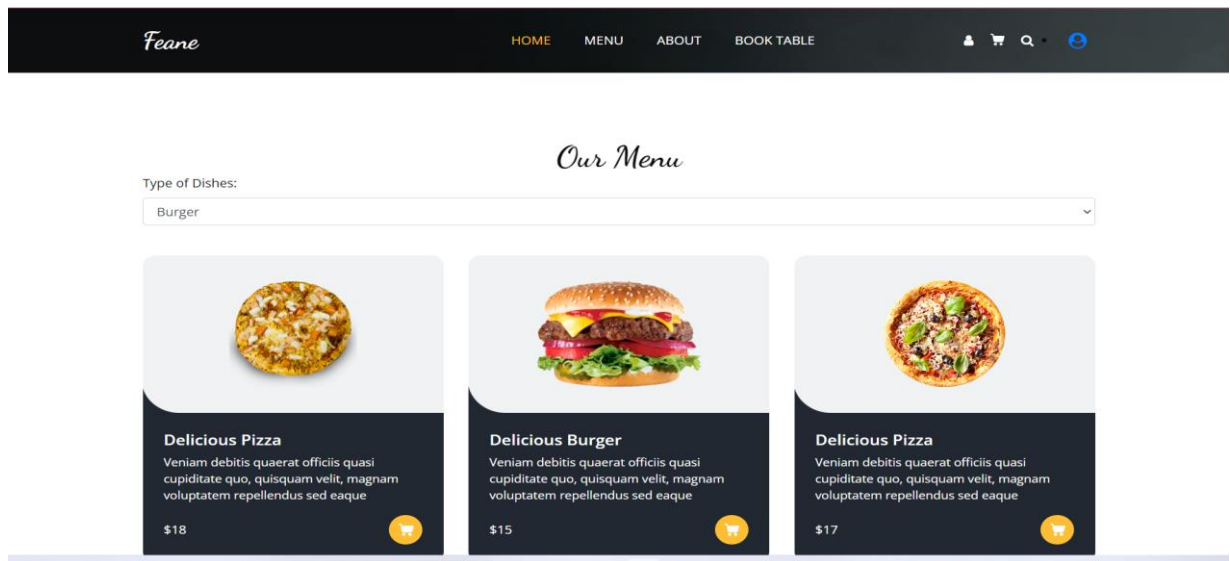 Feane
HOME MENU ABOUT BOOK TABLE
Our Menu
Type of Dishes:
Burger
Delicious Pizza
Veniam debitis quaerat officiis quasi
cupiditate quo, quisquam velit, magnam
voluptatem repellendus sed eaque
$18
Delicious Burger
Veniam debitis quaerat officiis quasi
cupiditate quo, quisquam velit, magnam
voluptatem repellendus sed eaque
$15
Delicious Pizza
Veniam debitis quaerat officiis quasi
cupiditate quo, quisquam velit, magnam
voluptatem repellendus sed eaque
$17